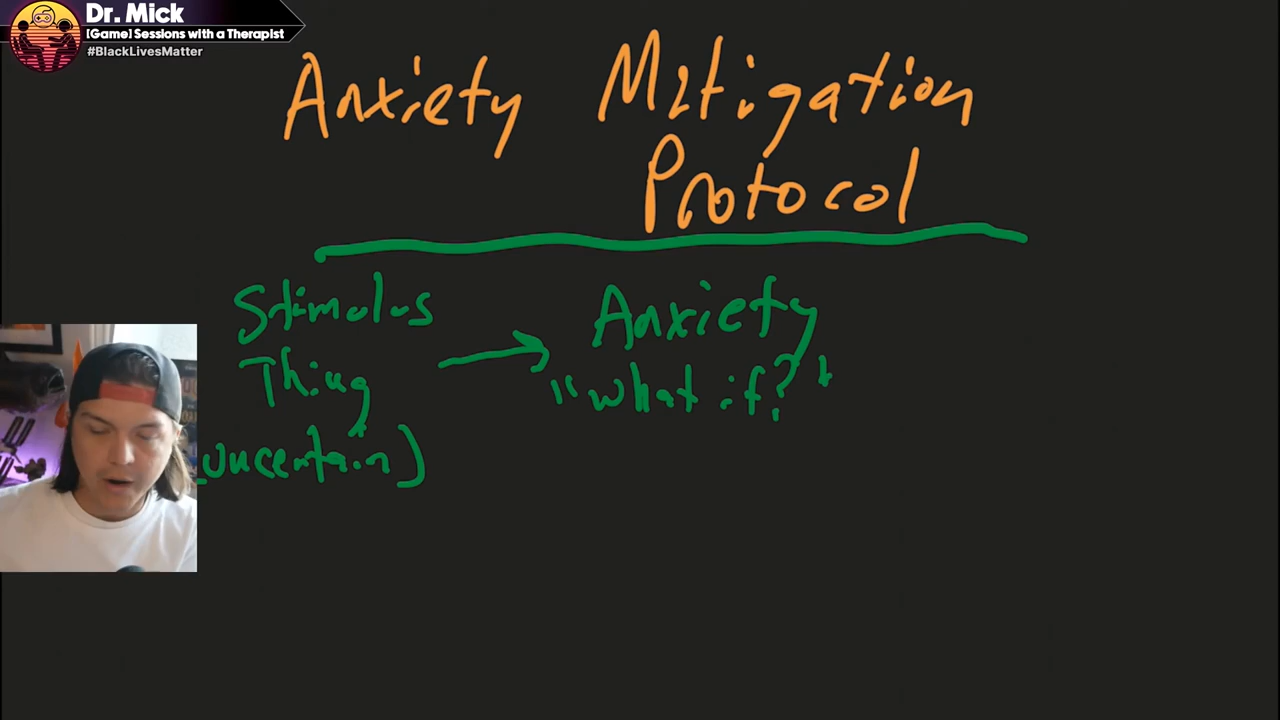 Dr. Mick
[Game] Sessions with a Therapist
#BlackLivesMatter
Anxiety Mitigation
Protocol
Stimulus
Thing
uncertain)
Anxiety
"What if?"